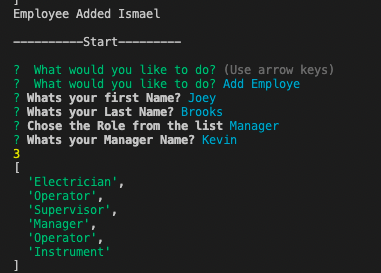 ]
Employee Added Ismael
----------Start---------
? What would you like to do? (Use arrow keys)
? What would you like to do? Add Employe
? Whats your first Name? Joey
? Whats your Last Name? Brooks
? Chose the Role from the list Manager
? Whats your Manager Name? Kevin
3
[
'Electrician',
'Operator',
'Supervisor',
'Manager',
'Operator',
'Instrument'
]